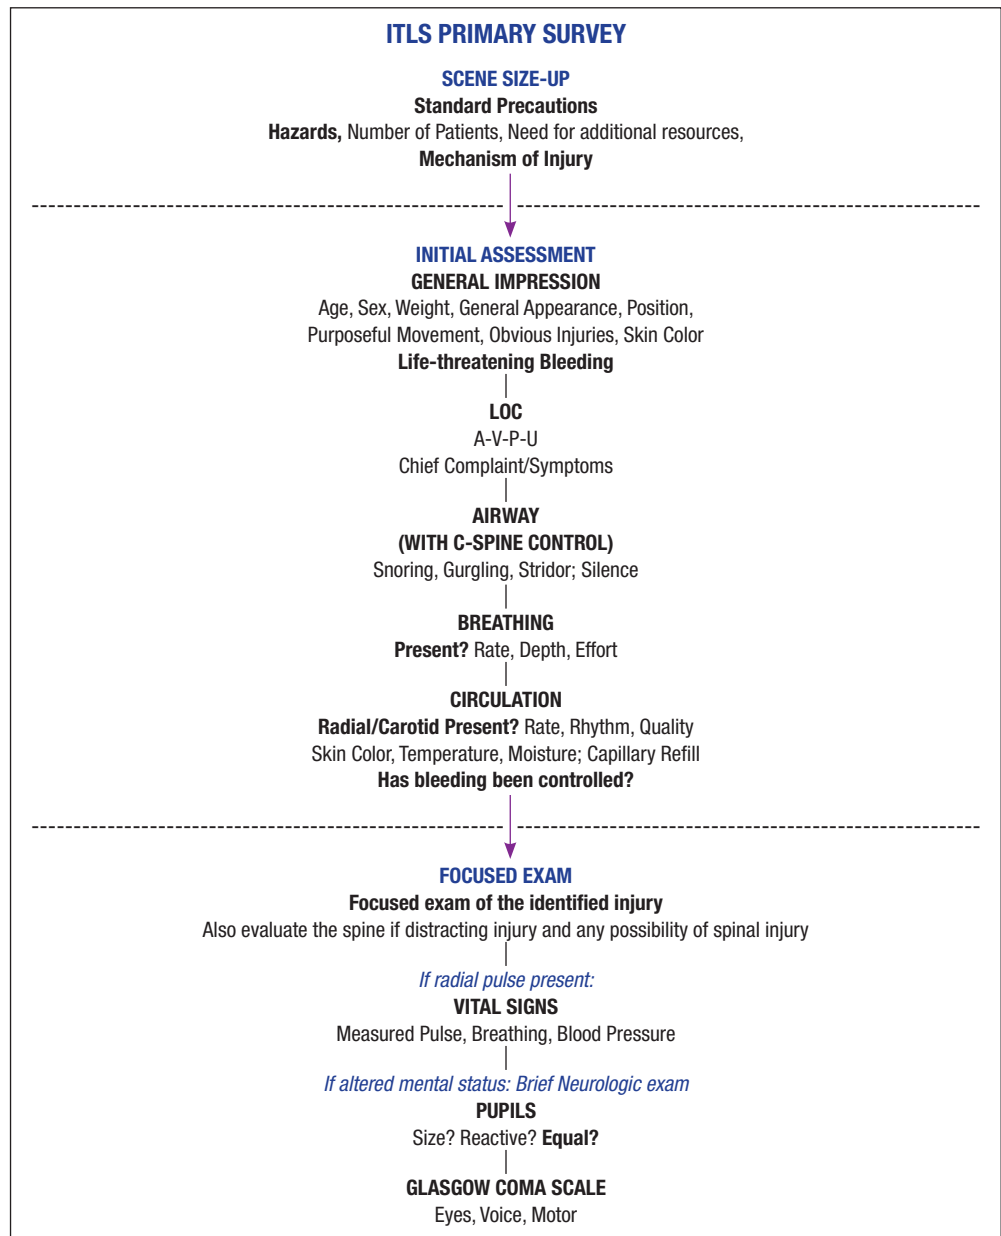 ITLS PRIMARY SURVEY
SCENE SIZE-UP
Standard Precautions
Hazards, Number of Patients, Need for additional resources,
Mechanism of Injury
INITIAL ASSESSMENT
GENERAL IMPRESSION
Age, Sex, Weight, General Appearance, Position,
Purposeful Movement, Obvious Injuries, Skin Color
Life-threatening Bleeding
LOC
A-V-P-U
Chief Complaint/Symptoms
AIRWAY
(WITH C-SPINE CONTROL)
Snoring, Gurgling, Stridor; Silence
BREATHING
Present? Rate, Depth, Effort
CIRCULATION
Radial/Carotid Present? Rate, Rhythm, Quality
Skin Color, Temperature, Moisture; Capillary Refill
Has bleeding been controlled?
FOCUSED EXAM
Focused exam of the identified injury
Also evaluate the spine if distracting injury and any possibility of spinal injury
If radial pulse present:
VITAL SIGNS
Measured Pulse, Breathing, Blood Pressure
If altered mental status: Brief Neurologic exam
PUPILS
Size? Reactive? Equal?
GLASGOW COMA SCALE
Eyes, Voice, Motor